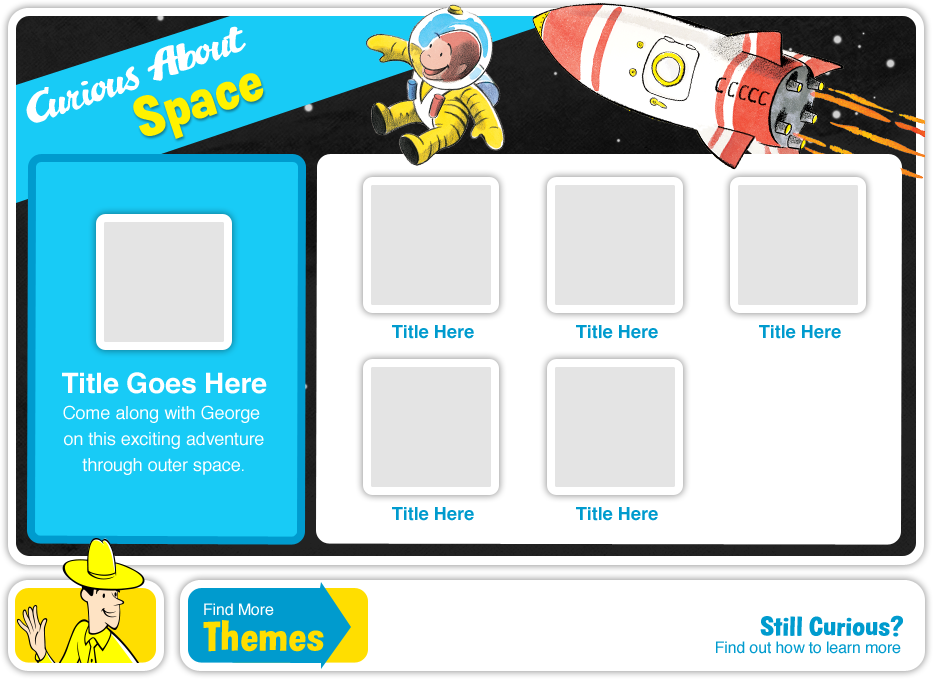 Curious About
Space
Title Goes Here
Come along with George
on this exciting adventure
through outer space.
CCCCC
Title Here
Title Here
Title Here
Title Here
Title Here
Find More
Themes
Still Curious?
Find out how to learn more